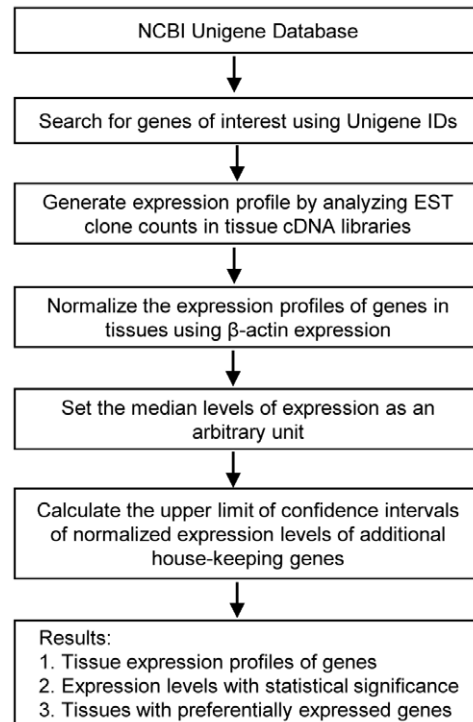 NCBI Unigene Database
Search for genes of interest using Unigene IDs
Generate expression profile by analyzing EST
clone counts in tissue cDNA libraries
Normalize the expression profiles of genes in
tissues using β-actin expression
Set the median levels of expression as an
arbitrary unit
Calculate the upper limit of confidence intervals
of normalized expression levels of additional
house-keeping genes
Results:
1. Tissue expression profiles of genes
2. Expression levels with statistical significance
3. Tissues with preferentially expressed genes